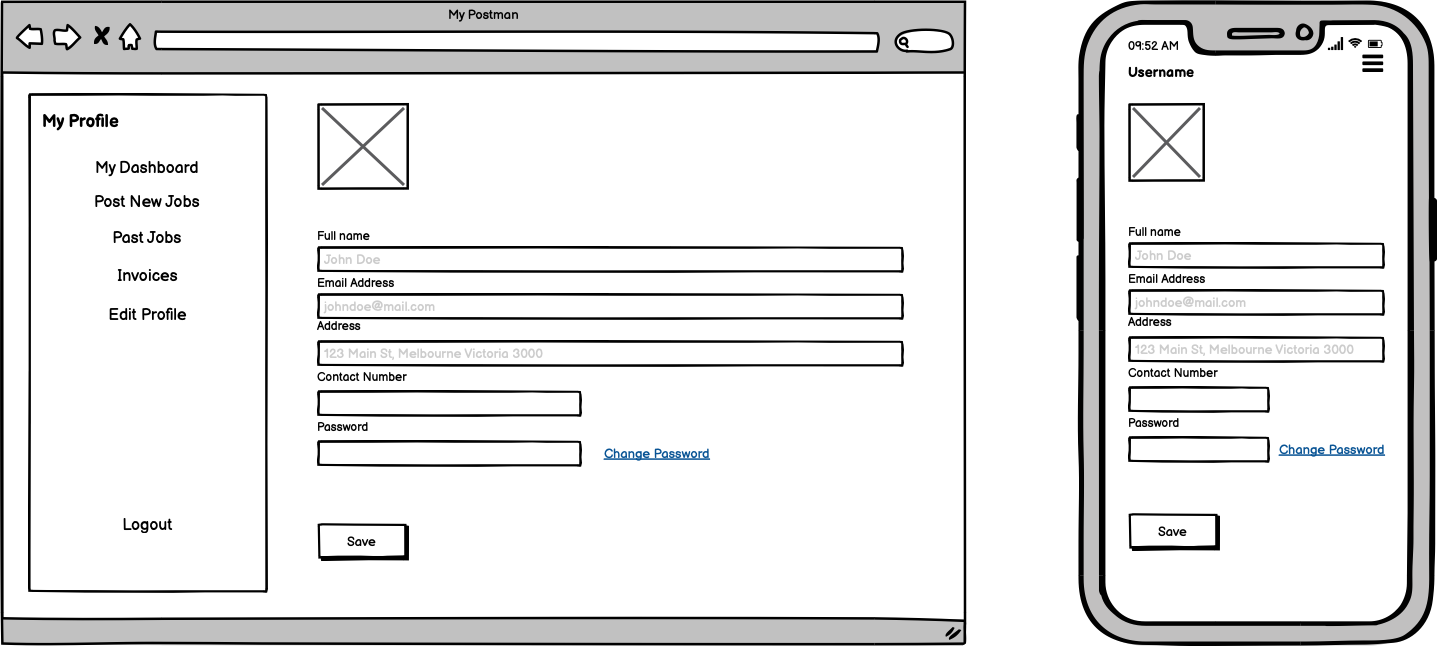 My Postman
My Profile
My Dashboard
Post New Jobs
Past Jobs
Invoices
Edit Profile
Logout
Full name
John Doe
Email Address
johndoe@mail.com
Address
123 Main St, Melbourne Victoria 3000
Contact Number
Password
Change Password
Save
09:52 AM
Username
Full name
John Doe
Email Address
johndoe@mail.com
Address
123 Main St, Melbourne Victoria 3000
Contact Number
Password
Change Password
Save